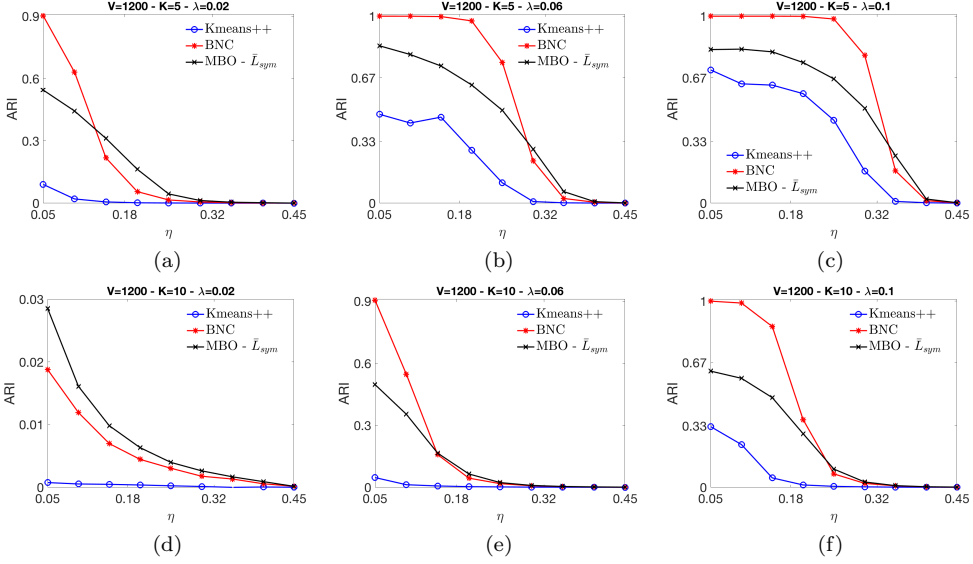 V=1200 - K=5 - λ=0.02
ARI
0.9
0.6
0.3
0
0.05
0.18
0.32
0.45
η
Kmeans++
BNC
MBO - L̄sym
(a)
V=1200 - K=5 - λ=0.06
ARI
1
0.67
0.33
0
0.05
0.18
0.32
0.45
η
Kmeans++
BNC
MBO - L̄sym
(b)
V=1200 - K=5 - λ=0.1
ARI
1
0.67
0.33
0
0.05
0.18
0.32
0.45
η
Kmeans++
BNC
MBO - L̄sym
(c)
V=1200 - K=10 - λ=0.02
ARI
0.03
0.02
0.01
0
0.05
0.18
0.32
0.45
η
Kmeans++
BNC
MBO - L̄sym
(d)
V=1200 - K=10 - λ=0.06
ARI
0.9
0.6
0.3
0
0.05
0.18
0.32
0.45
η
Kmeans++
BNC
MBO - L̄sym
(e)
V=1200 - K=10 - λ=0.1
ARI
1
0.67
0.33
0
0.05
0.18
0.32
0.45
η
Kmeans++
BNC
MBO - L̄sym
(f)